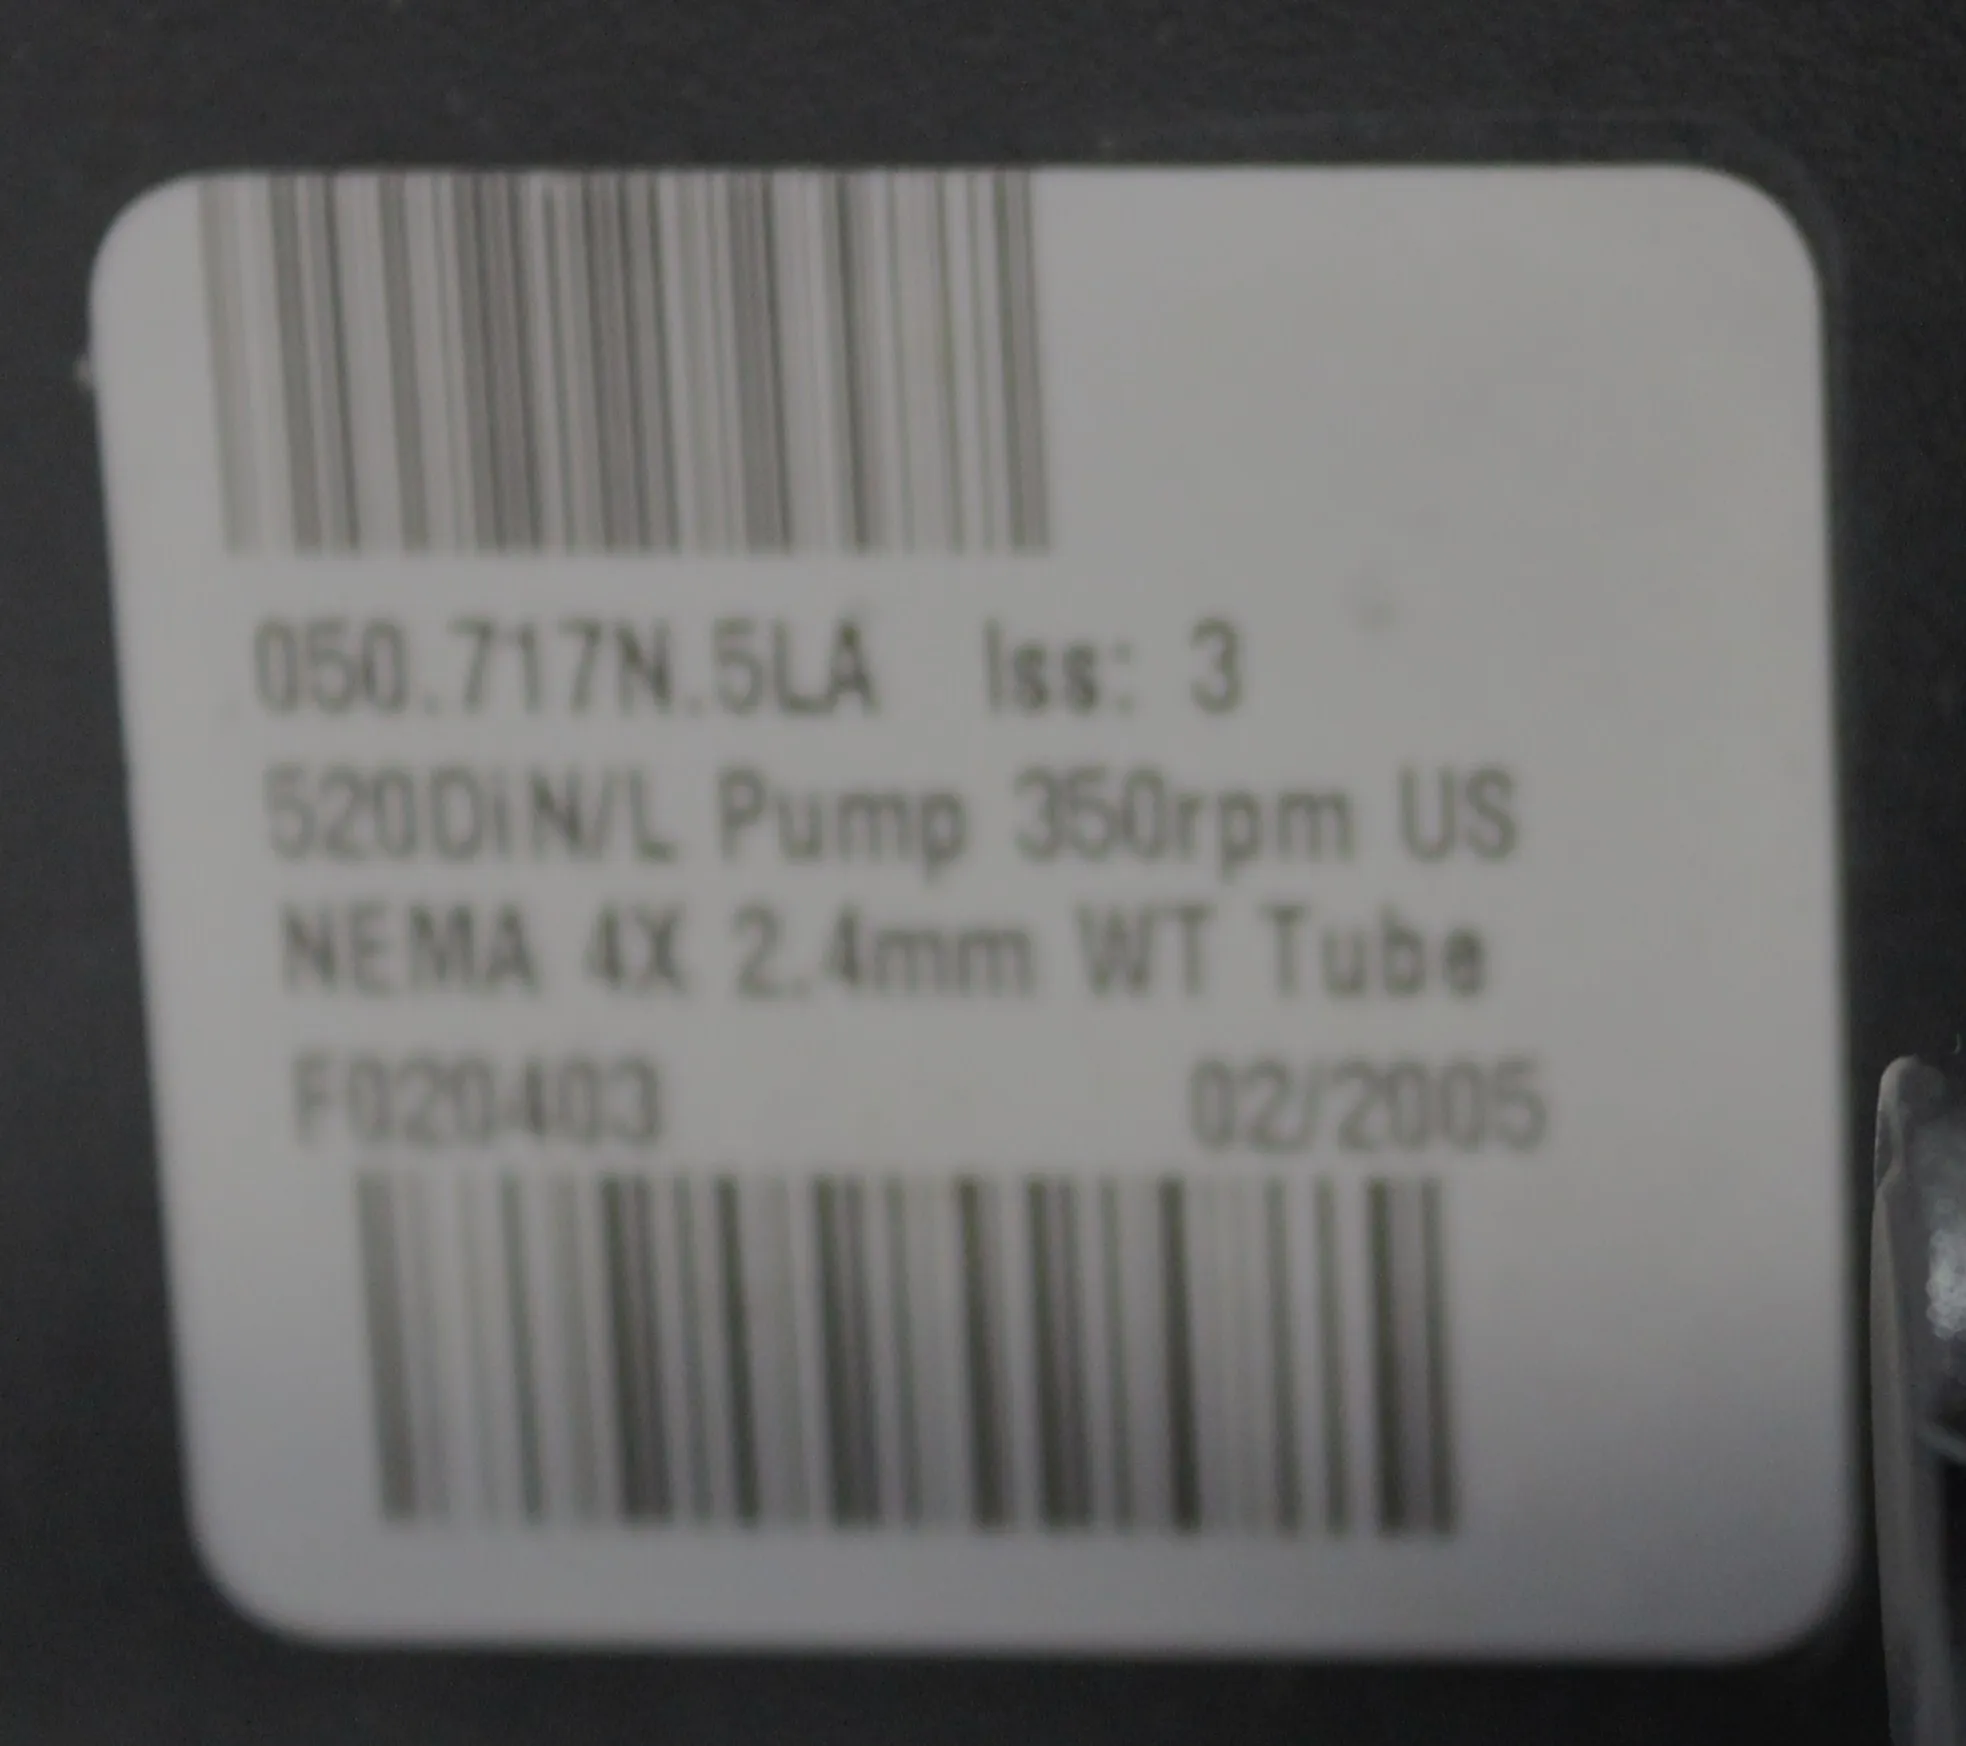 050.717N.5LA Iss: 3
520DiN/L Pump 350rpm US
NEMA 4X 2.4mm WT Tube
F020403 02/2005